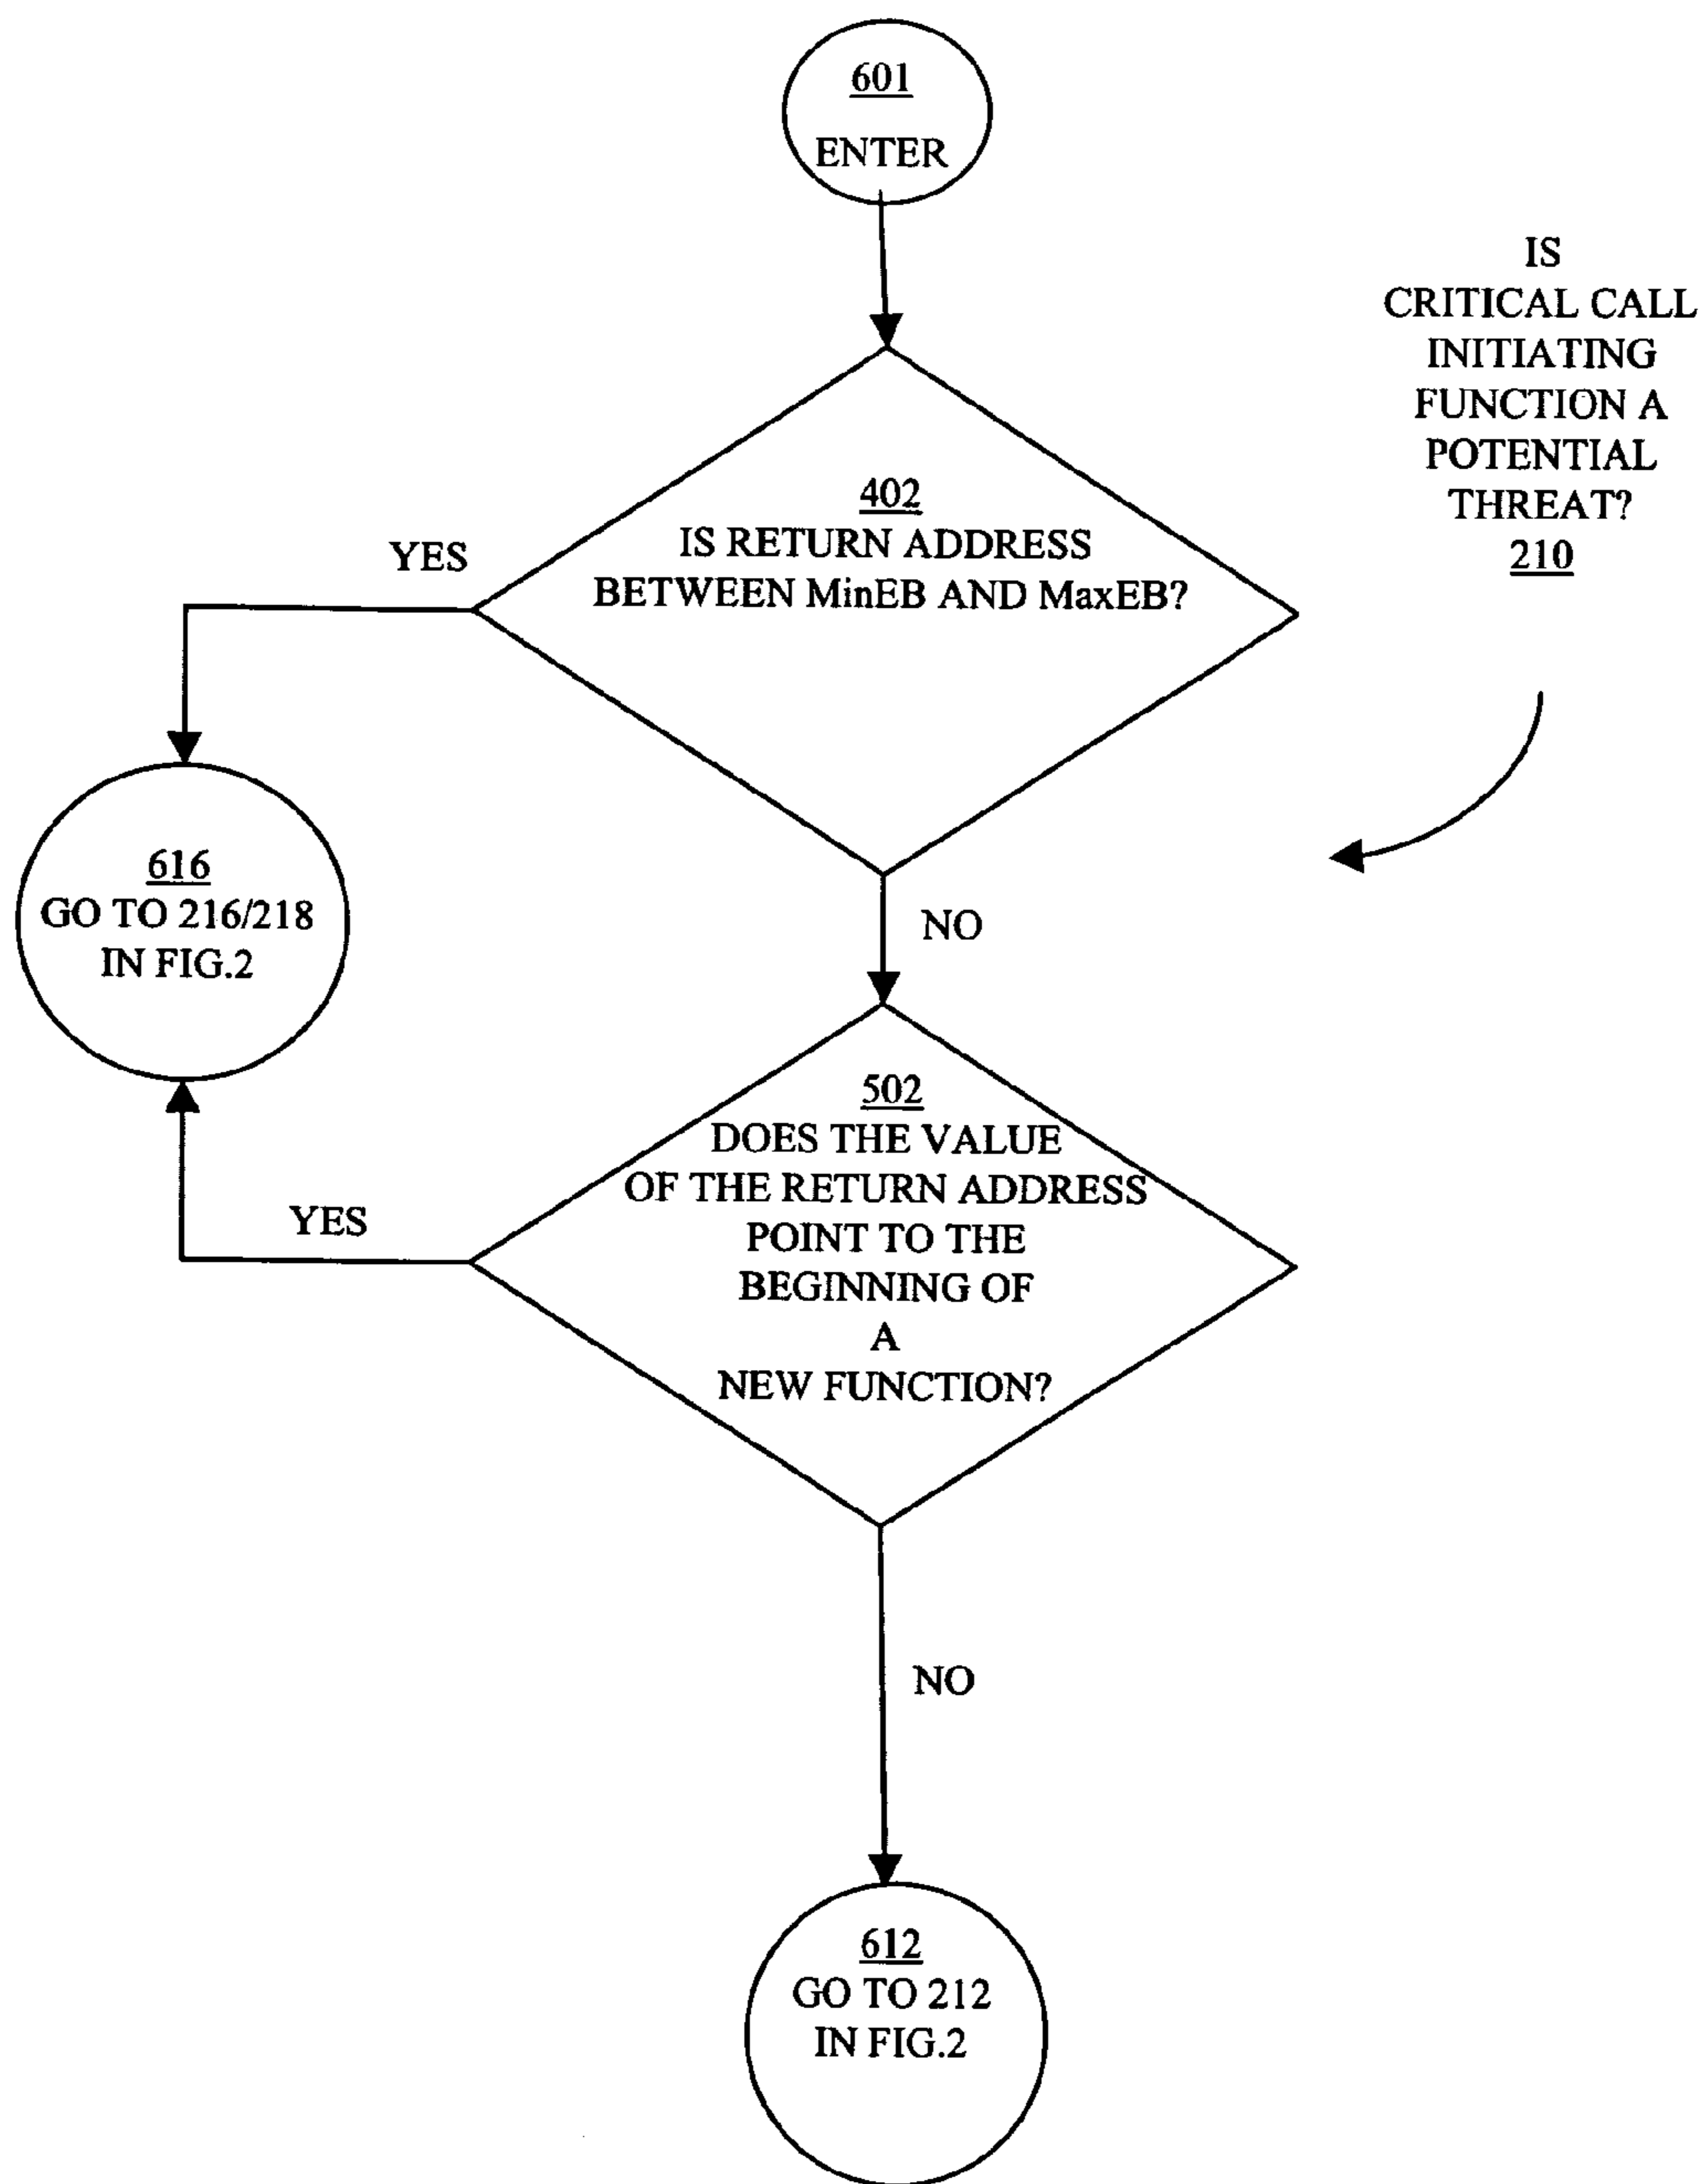 601
ENTER
IS
CRITICAL CALL
INITIATING
FUNCTION A
POTENTIAL
THREAT?
210
402
IS RETURN ADDRESS
BETWEEN MinEB AND MaxEB?
YES
616
GO TO 216/218
IN FIG.2
NO
502
DOES THE VALUE
OF THE RETURN ADDRESS
POINT TO THE
BEGINNING OF
A
NEW FUNCTION?
YES
NO
612
GO TO 212
IN FIG.2